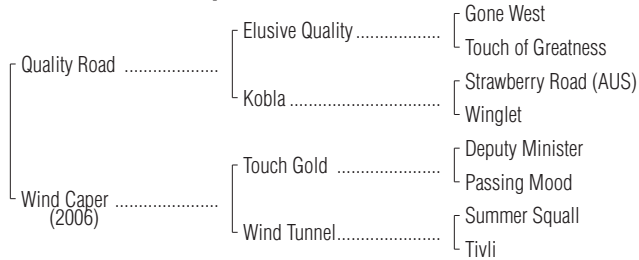 Gone West
Elusive Quality ..................
Touch of Greatness
Quality Road ....................
Strawberry Road (AUS)
Kobla ................................
Winglet
Deputy Minister
Touch Gold ......................
Passing Mood
Wind Caper ......................
(2006)
Summer Squall
Wind Tunnel......................
Tivli